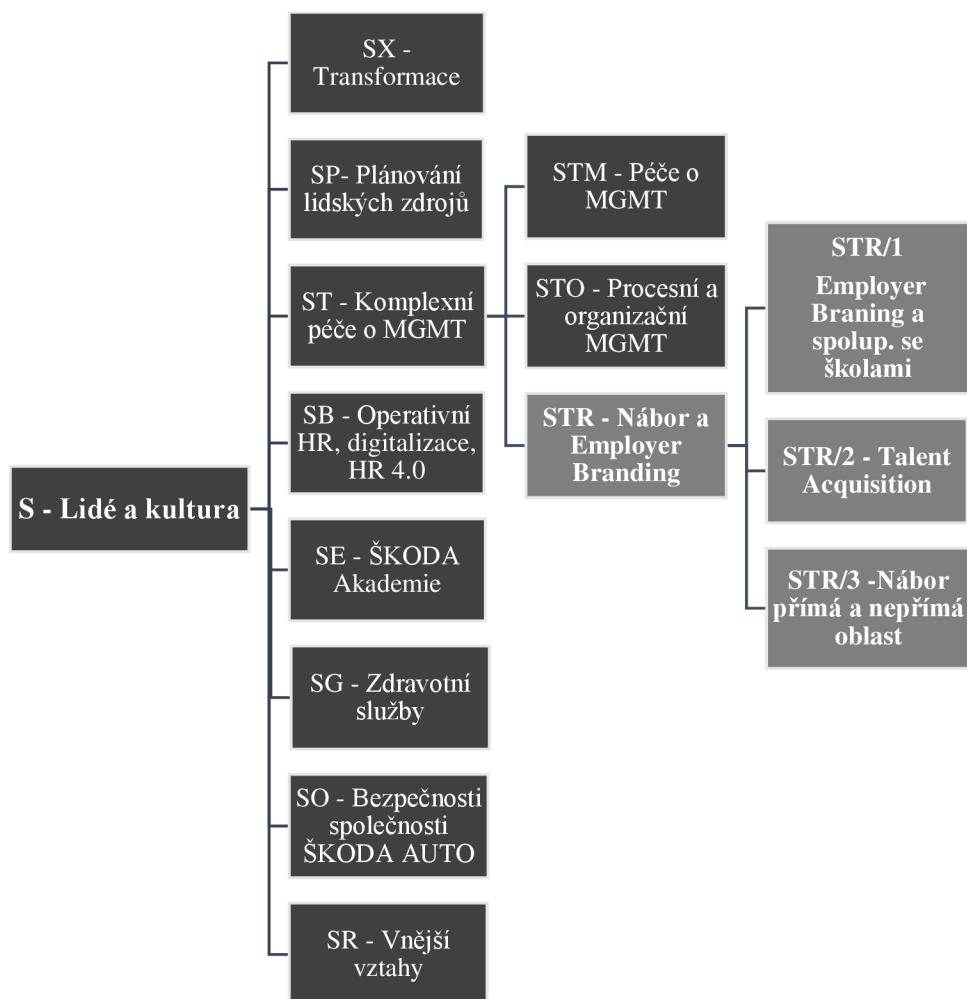 SX -
Transformace
SP- Plánování
lidských zdrojů
ST - Komplexní
péče o MGMT
SB - Operativní
HR, digitalizace,
HR 4.0
S - Lidé a kultura
SE - ŠKODA
Akademie
SG - Zdravotní
služby
SO - Bezpečnosti
společnosti
ŠKODA AUTO
SR - Vnější
vztahy
STM - Péče o
MGMT
STO - Procesní a
organizační
MGMT
STR - Nábor a
Employer
Branding
STR/1
Employer
Braning a
spolup. se
školami
STR/2 - Talent
Acquisition
STR/3 -Nábor
přímá a nepřímá
oblast